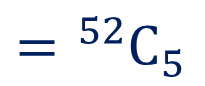 = ⁵²C₅